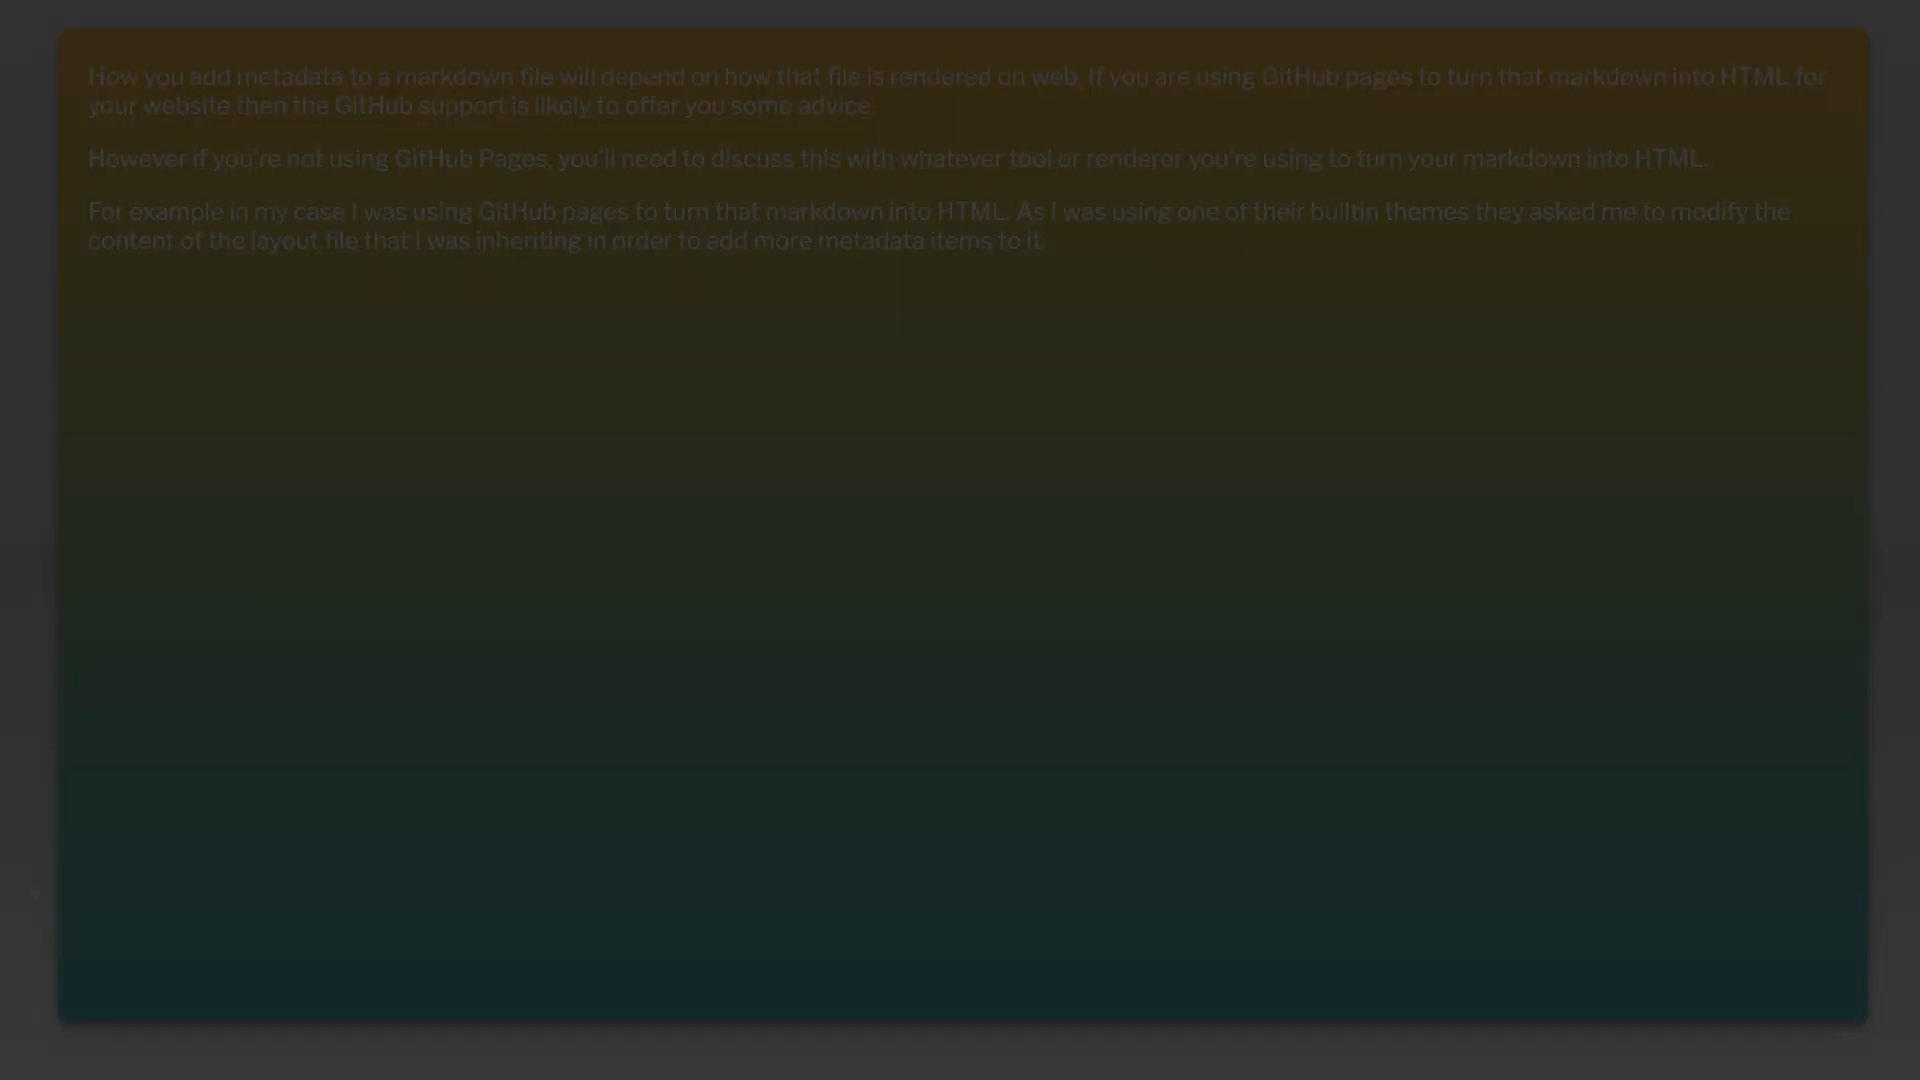 How you add metadata to a markdown file will depend on how that file is rendered on web. If you are using GitHub pages to turn that markdown into HTML for
your website then the GitHub support is likely to offer you some advice.
However if you're not using GitHub Pages, you'll need to discuss this with whatever tool or renderer you're using to turn your markdown into HTML.
For example in my case I was using GitHub pages to turn that markdown into HTML. As I was using one of their builtin themes they asked me to modify the
content of the layout file that I was inheriting in order to add more metadata items to it.